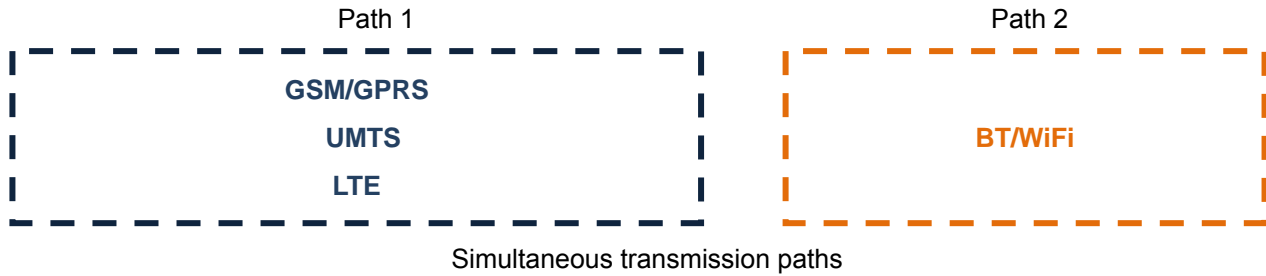 Path 1
Path 2
GSM/GPRS
UMTS
LTE
BT/WiFi
Simultaneous transmission paths